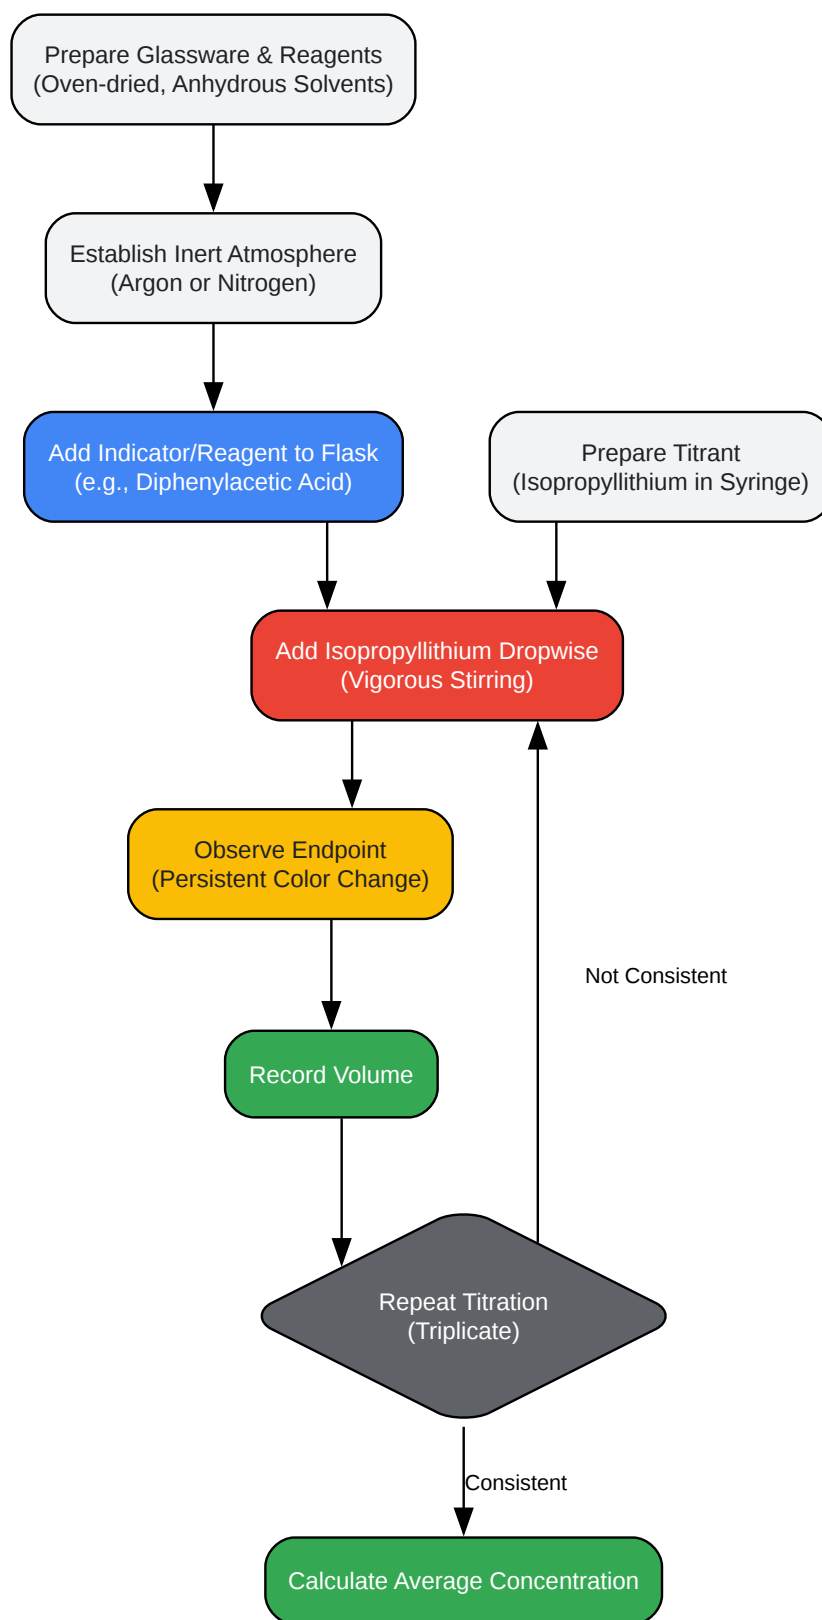 Prepare Glassware & Reagents
(Oven-dried, Anhydrous Solvents)
Establish Inert Atmosphere
(Argon or Nitrogen)
Add Indicator/Reagent to Flask
(e.g., Diphenylacetic Acid)
Prepare Titrant
(Isopropyllithium in Syringe)
Add Isopropyllithium Dropwise
(Vigorous Stirring)
Observe Endpoint
(Persistent Color Change)
Not Consistent
Record Volume
Repeat Titration
(Triplicate)
Consistent
Calculate Average Concentration